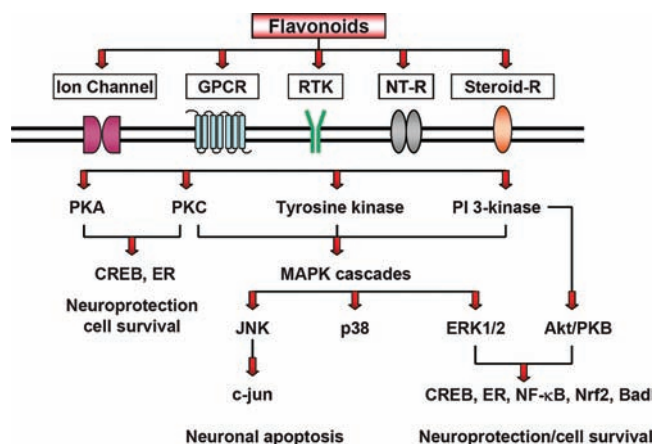 Flavonoids
Ion Channel GPCR RTK NT-R Steroid-R
PKA PKC Tyrosine kinase PI 3-kinase
CREB, ER MAPK cascades
Neuroprotection
cell survival
JNK p38 ERK1/2 Akt/PKB
c-jun CREB, ER, NF-κB, Nrf2, Bad
Neuronal apoptosis Neuroprotection/cell survival